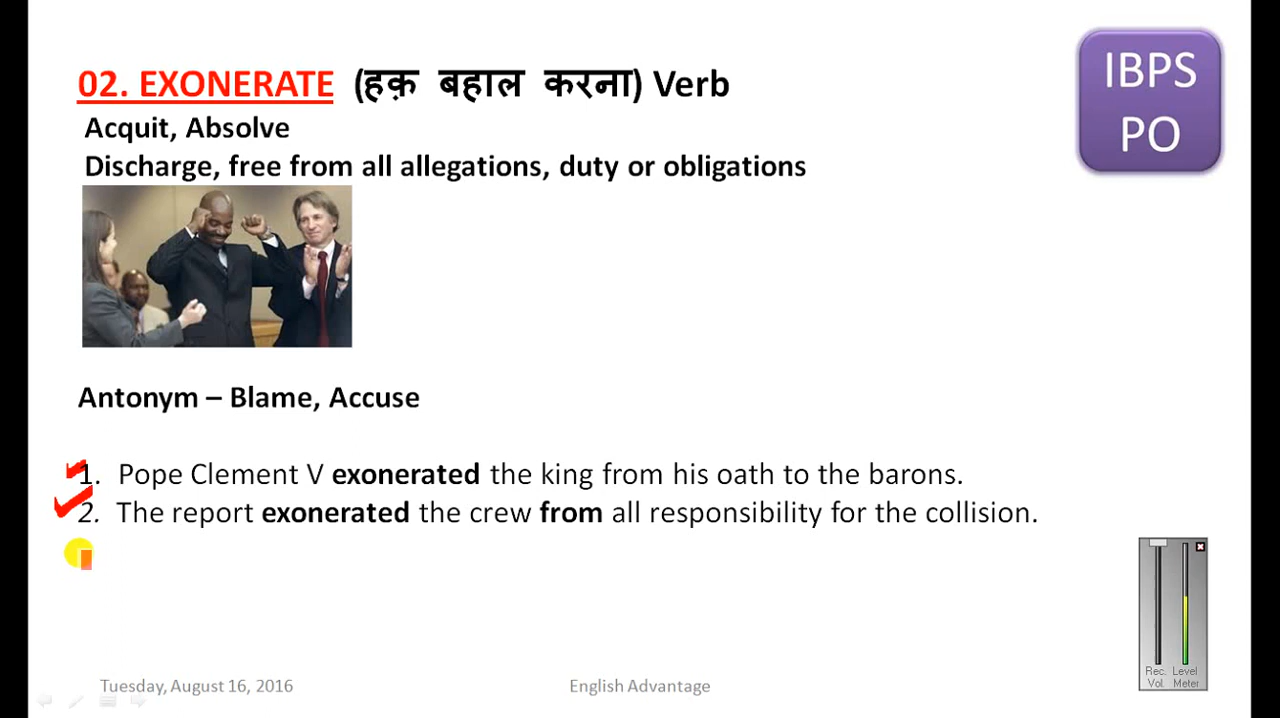 02. EXONERATE (हक़ बहाल करना) Verb
IBPS
PO
Acquit, Absolve
Discharge, free from all allegations, duty or obligations
Antonym – Blame, Accuse
1. Pope Clement V exonerated the king from his oath to the barons.
2. The report exonerated the crew from all responsibility for the collision.
Rec. Level
Vol. Meter
Tuesday, August 16, 2016 English Advantage